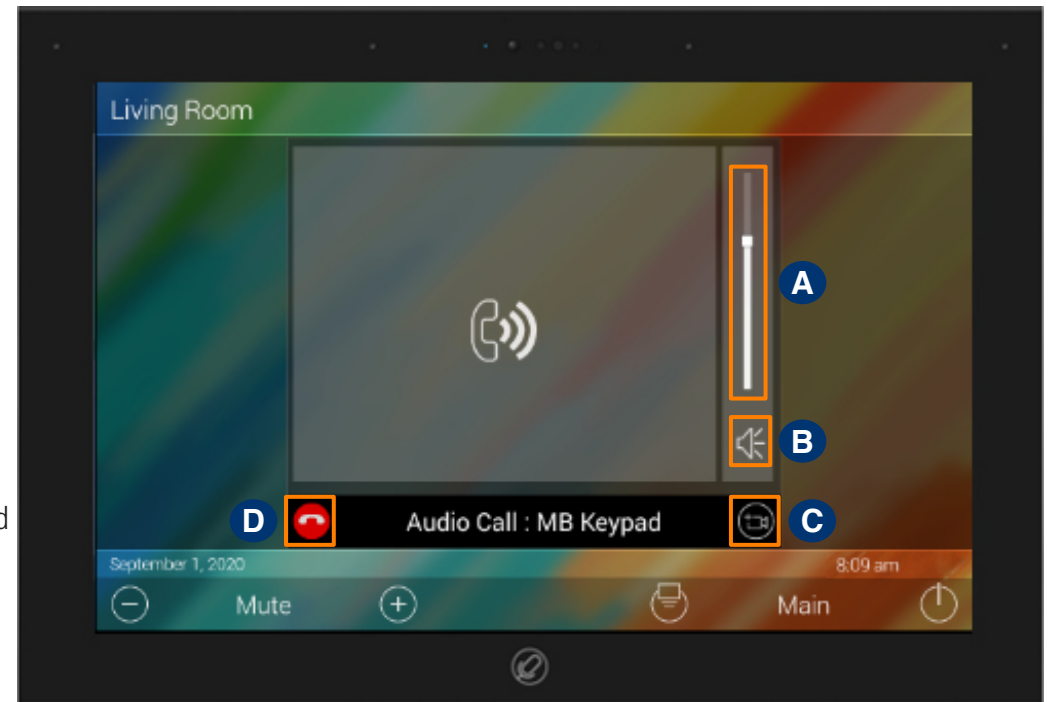 Living Room
A
B
d
D
Audio Call : MB Keypad
C
September 1, 2020
8:09 am
Mute
Main